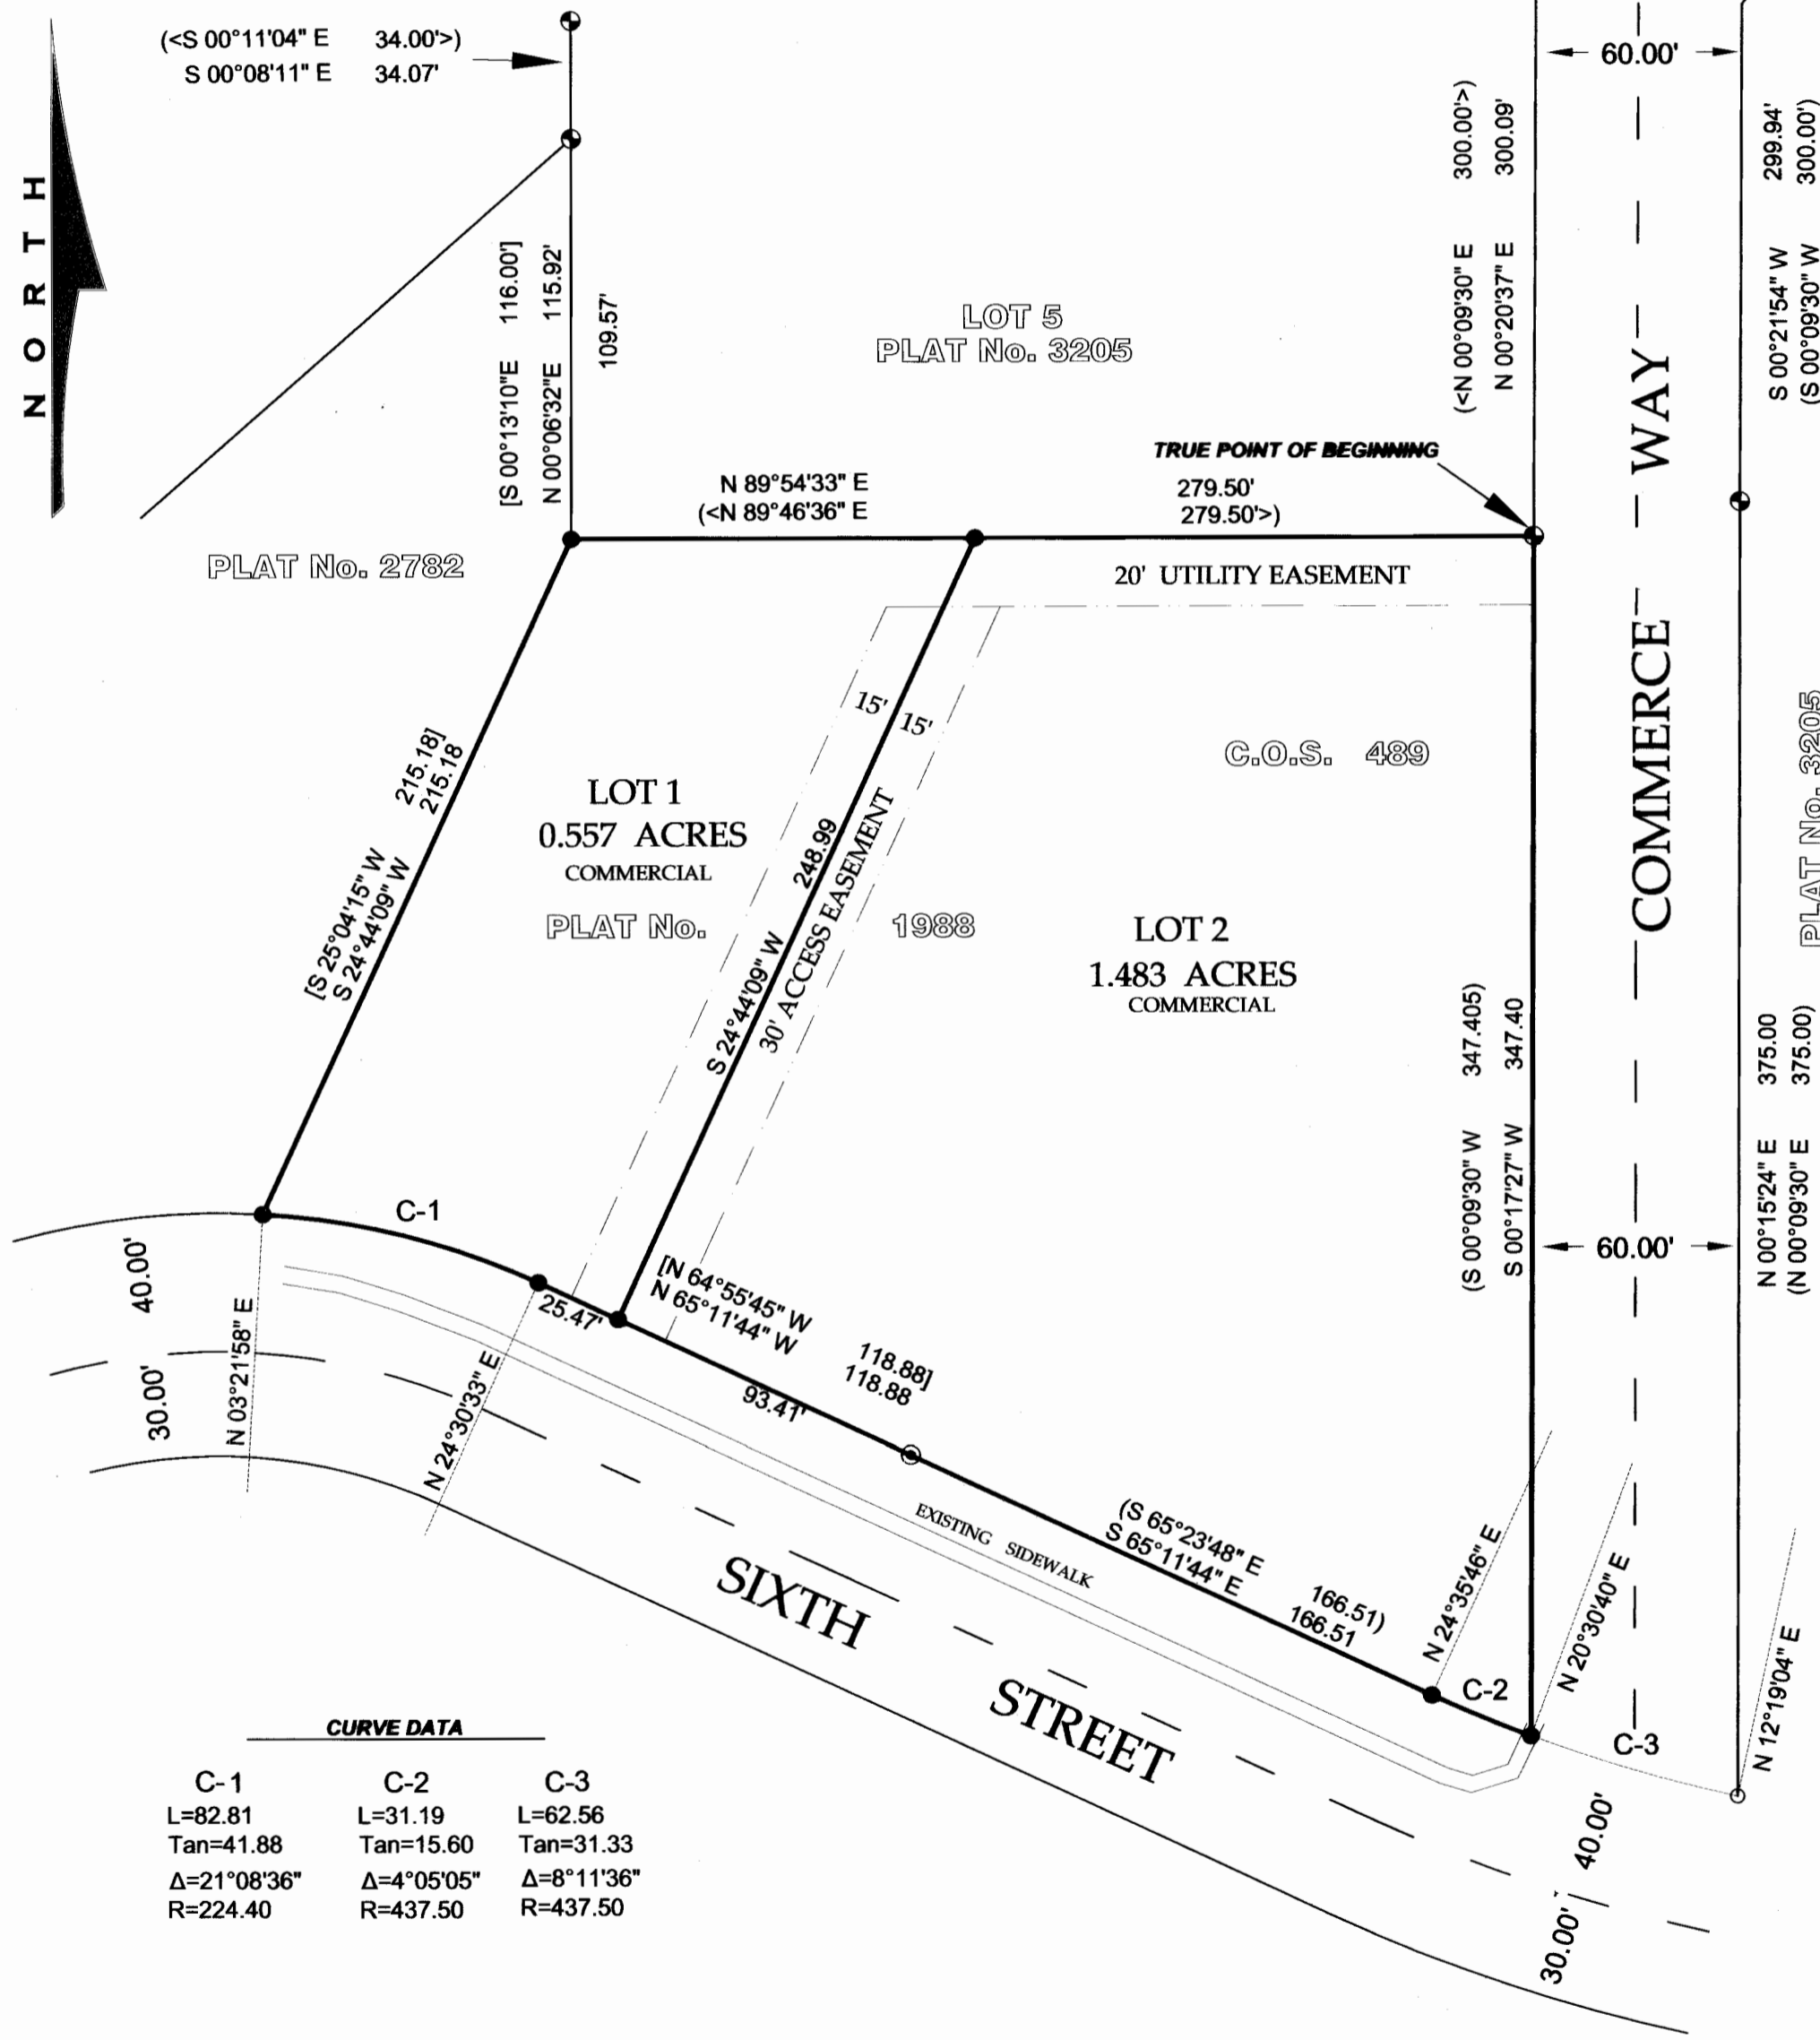 (<S 00°11'04" E 34.00'>)
S 00°08'11" E 34.07'
NORTH
60.00'
[S 00°13'10"E 116.00']
N 00°06'32"E 115.92'
109.57'
LOT 5
PLAT No. 3205
(<N 00°09'30" E 300.00'>)
N 00°20'37" E 300.09'
S 00°21'54" W 299.94'
(S 00°09'30" W 300.00')
TRUE POINT OF BEGINNING
N 89°54'33" E 279.50'
(<N 89°46'36" E 279.50'>)
PLAT No. 2782
20' UTILITY EASEMENT
COMMERCE WAY
15' 15'
C.O.S. 489
PLAT No. 3205
[S 25°04'15" W 215.18]
S 24°44'09" W 215.18
LOT 1
0.557 ACRES
COMMERCIAL
S 24°44'09" W 248.99
30' ACCESS EASEMENT
PLAT No. 1988
LOT 2
1.483 ACRES
COMMERCIAL
(S 00°09'30" W 347.405)
S 00°17'27" W 347.40
N 00°15'24" E 375.00
(N 00°09'30" E 375.00)
60.00'
C-1
40.00'
30.00'
N 03°21'58" E
N 24°30'33" E
25.47'
[N 64°55'45" W 118.88]
N 65°11'44" W 118.88
93.41'
EXISTING SIDEWALK
(S 65°23'48" E 166.51)
S 65°11'44" E 166.51
N 24°35'46" E
N 20°30'40" E
N 12°19'04" E
C-2
C-3
SIXTH
STREET
40.00'
30.00'
CURVE DATA
C-1 C-2 C-3
L=82.81 L=31.19 L=62.56
Tan=41.88 Tan=15.60 Tan=31.33
Δ=21°08'36" Δ=4°05'05" Δ=8°11'36"
R=224.40 R=437.50 R=437.50